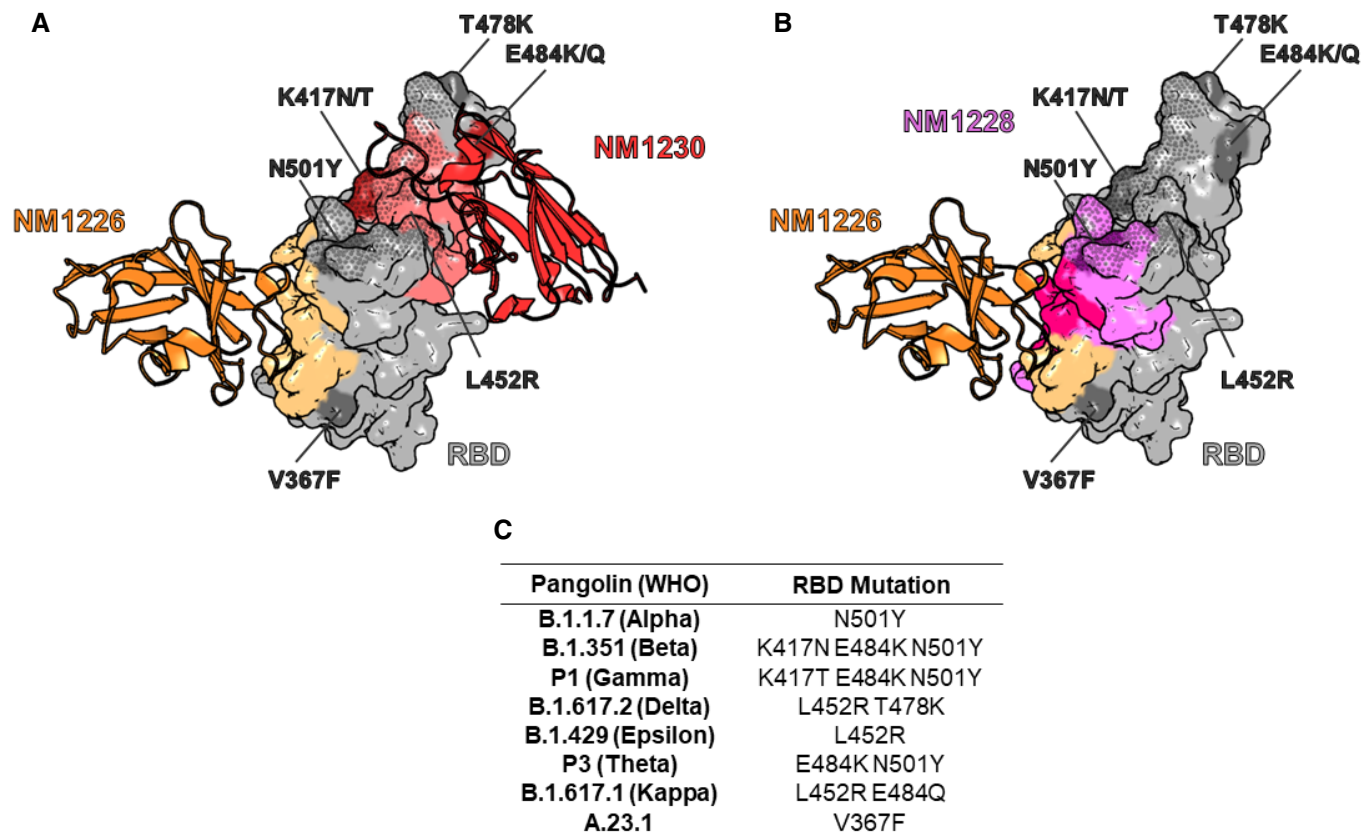 A
T478K
E484K/Q
K417N/T
NM1230
N501Y
NM1226
L452R
RBD
V367F
B
T478K
E484K/Q
K417N/T
NM1228
N501Y
NM1226
L452R
RBD
V367F
C
Pangolin (WHO) RBD Mutation
B.1.1.7 (Alpha) N501Y
B.1.351 (Beta) K417N E484K N501Y
P1 (Gamma) K417T E484K N501Y
B.1.617.2 (Delta) L452R T478K
B.1.429 (Epsilon) L452R
P3 (Theta) E484K N501Y
B.1.617.1 (Kappa) L452R E484Q
A.23.1 V367F